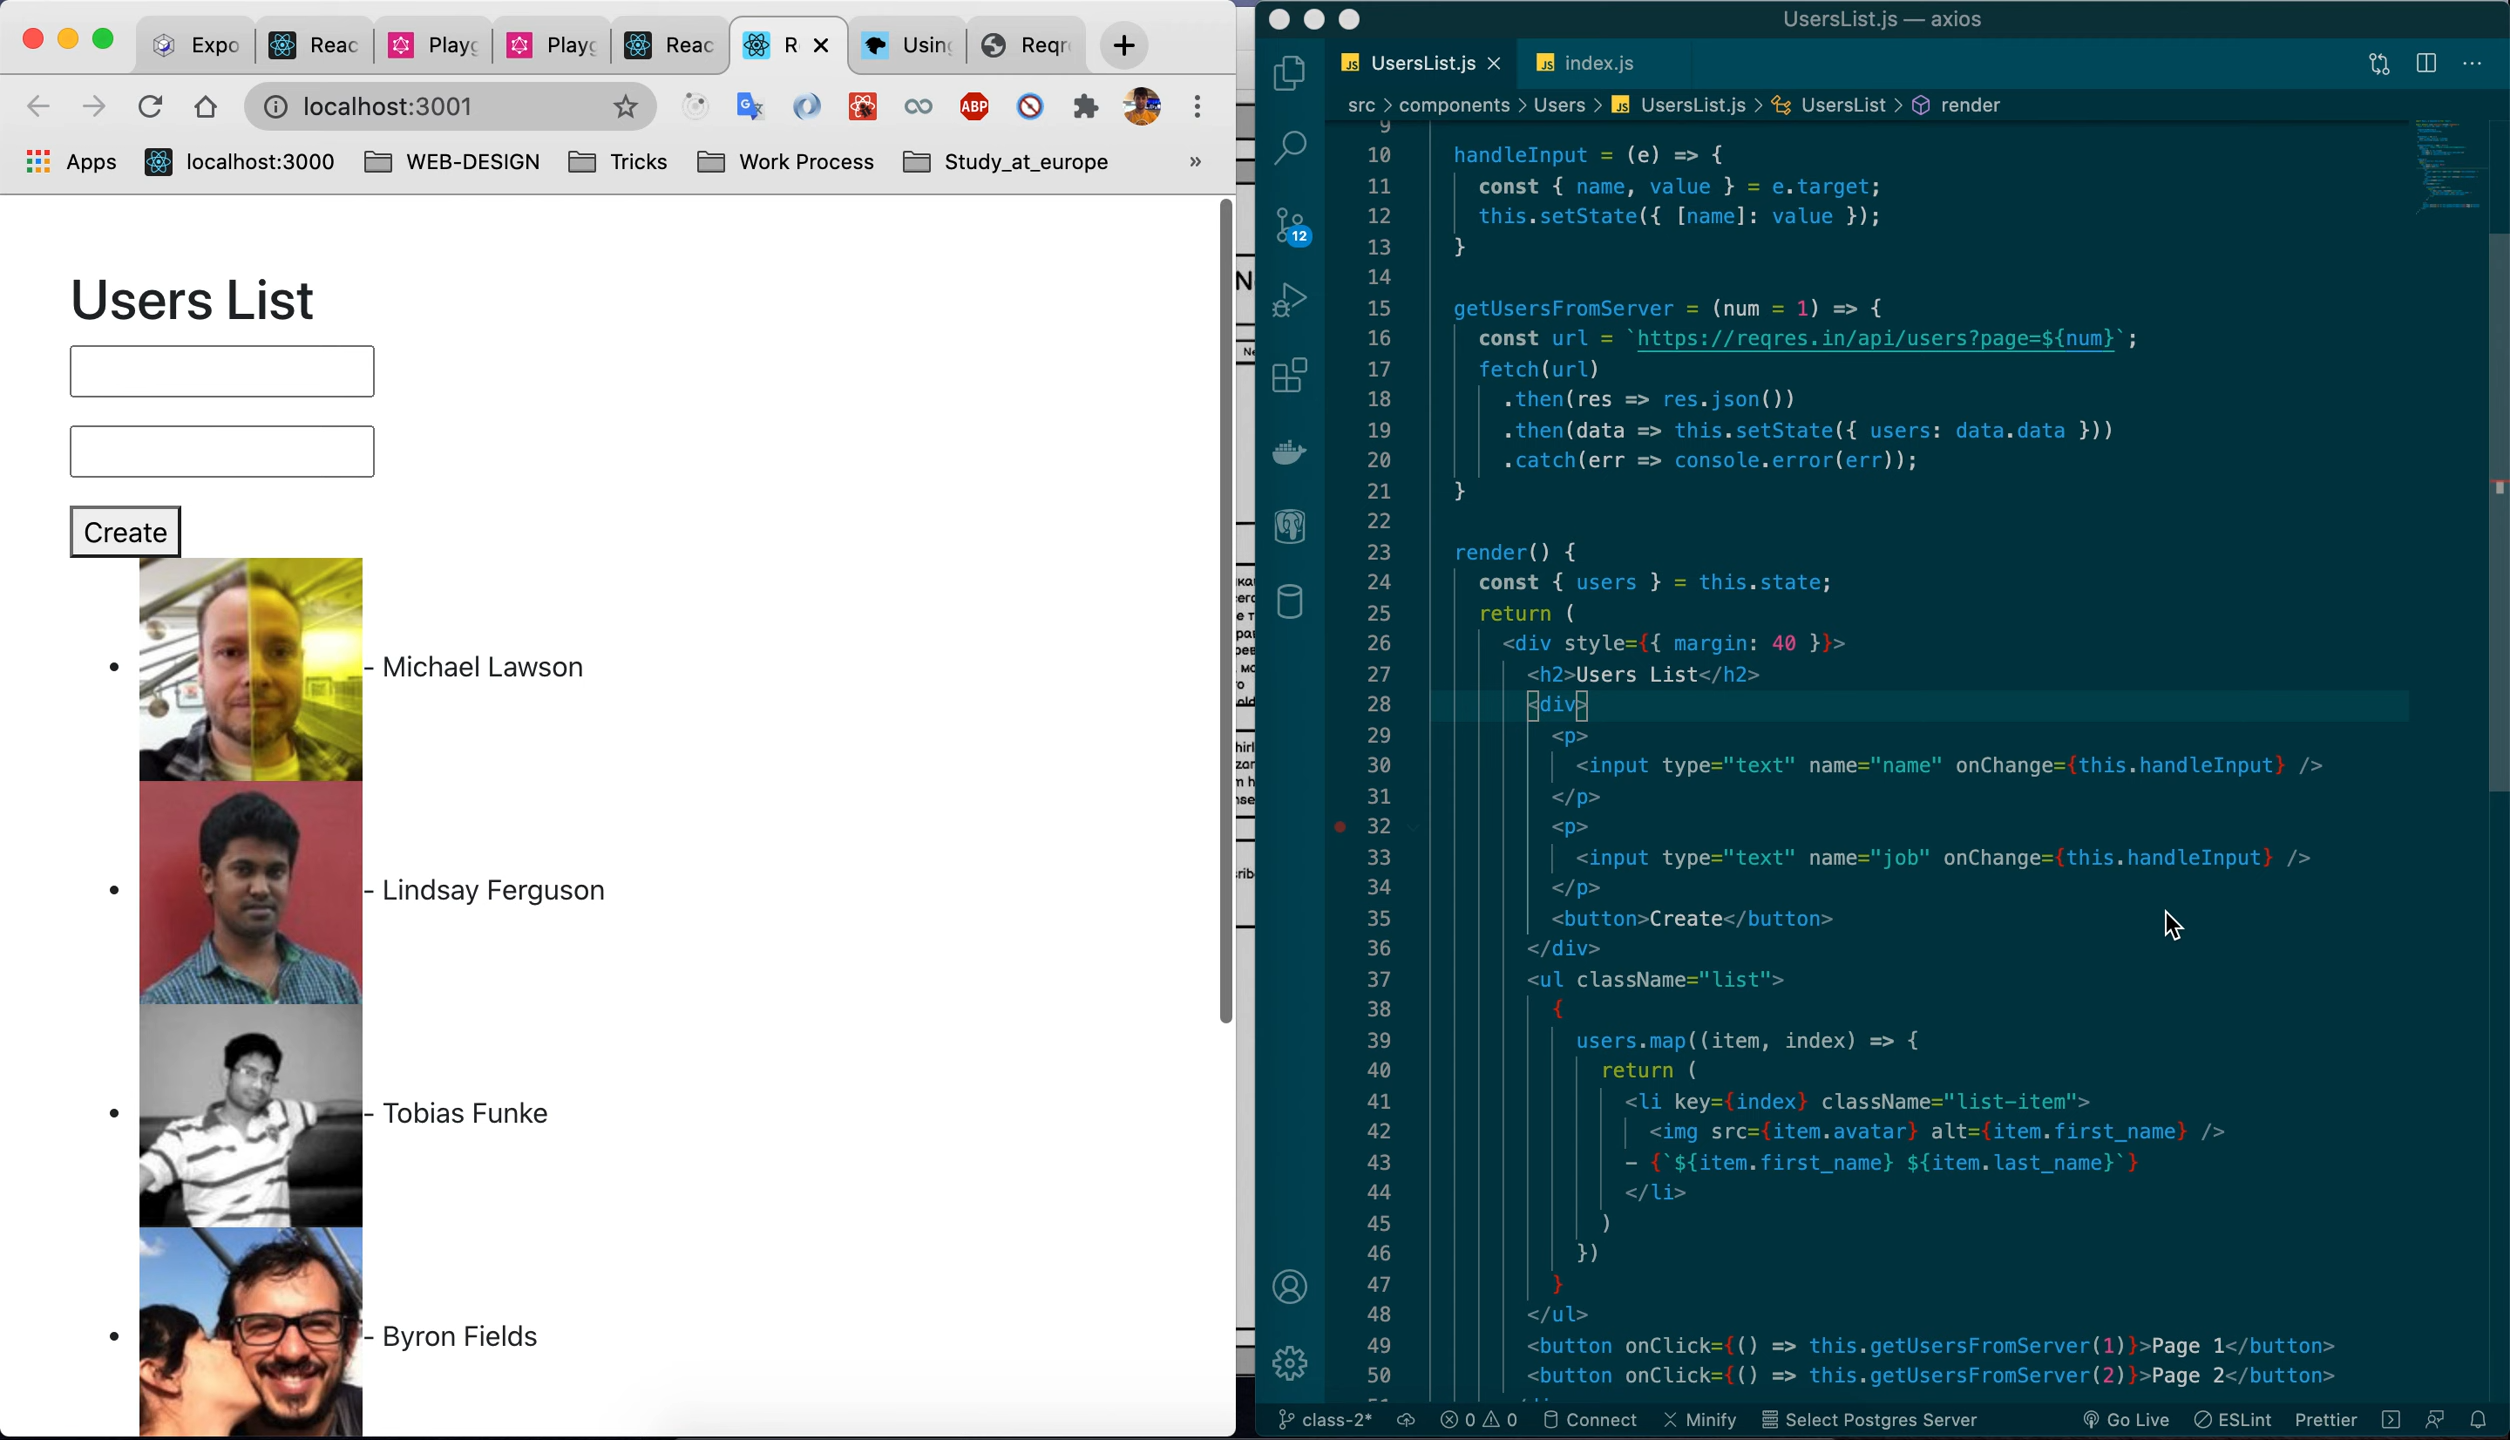 Expo
Reac
Playg
Playg
Reac
R
Using
Reqr
localhost:3001
ABP
Apps
localhost:3000
WEB-DESIGN
Tricks
Work Process
Study_at_europe
»
Users List
Create
- Michael Lawson
- Lindsay Ferguson
- Tobias Funke
- Byron Fields
UsersList.js — axios
JS UsersList.js
JS index.js
src > components > Users > JS UsersList.js > UsersList > render
12
9
10 handleInput = (e) => {
11 const { name, value } = e.target;
12 this.setState({ [name]: value });
13 }
14
15 getUsersFromServer = (num = 1) => {
16 const url = `https://reqres.in/api/users?page=${num}`;
17 fetch(url)
18 .then(res => res.json())
19 .then(data => this.setState({ users: data.data }))
20 .catch(err => console.error(err));
21 }
22
23 render() {
24 const { users } = this.state;
25 return (
26 <div style={{ margin: 40 }}>
27 <h2>Users List</h2>
28 <div>
29 <p>
30 <input type="text" name="name" onChange={this.handleInput} />
31 </p>
32 <p>
33 <input type="text" name="job" onChange={this.handleInput} />
34 </p>
35 <button>Create</button>
36 </div>
37 <ul className="list">
38 {
39 users.map((item, index) => {
40 return (
41 <li key={index} className="list-item">
42 <img src={item.avatar} alt={item.first_name} />
43 - {`${item.first_name} ${item.last_name}`}
44 </li>
45 )
46 })
47 }
48 </ul>
49 <button onClick={() => this.getUsersFromServer(1)}>Page 1</button>
50 <button onClick={() => this.getUsersFromServer(2)}>Page 2</button>
class-2*
0
0
Connect
Minify
Select Postgres Server
Go Live
ESLint
Prettier